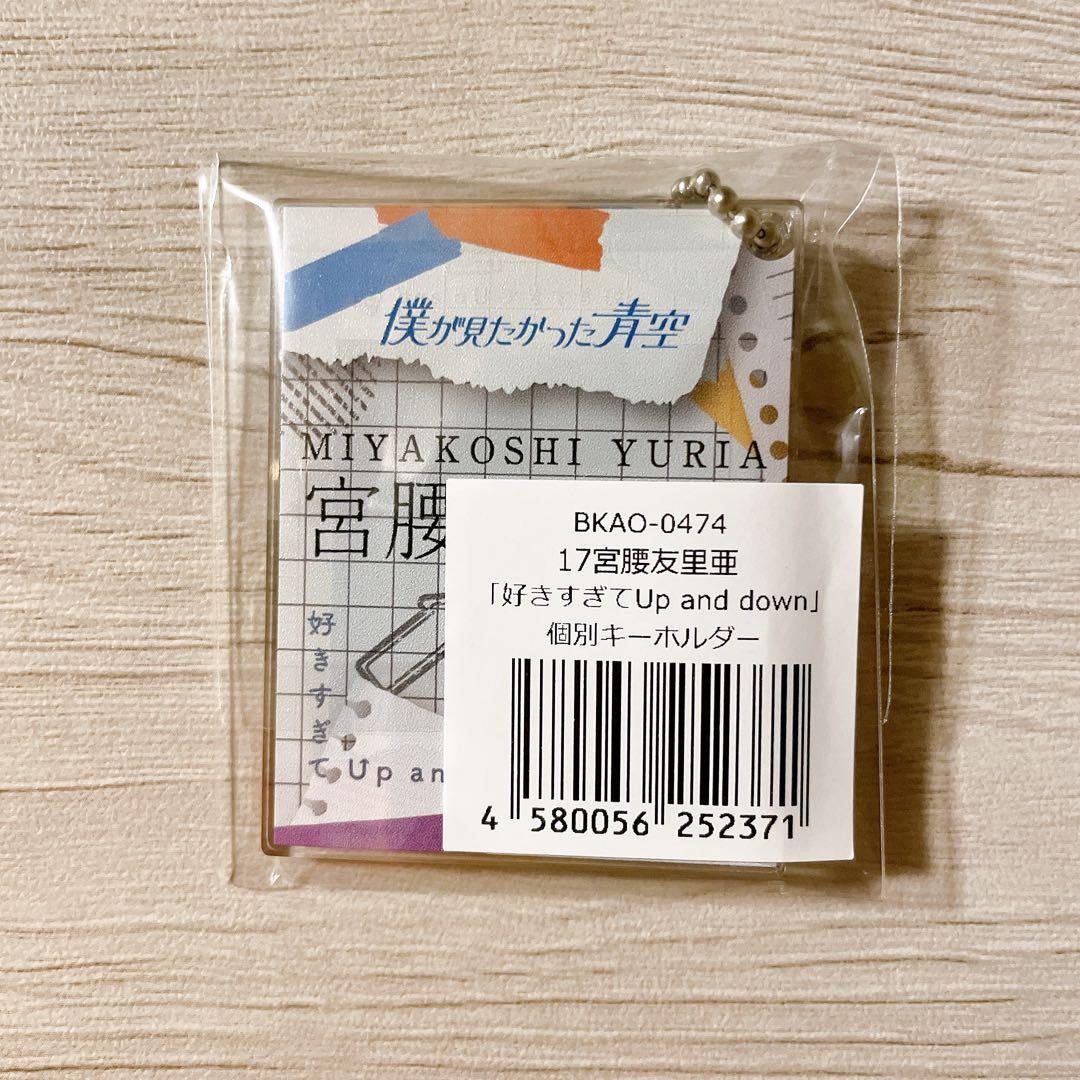 僕が見たかった青空
MIYAKOSHI YURIA
宮腰
好きすぎて Up an
BKAO-0474
17宮腰友里亜
「好きすぎてUp and down」
個別キーホルダー
4 580056 252371